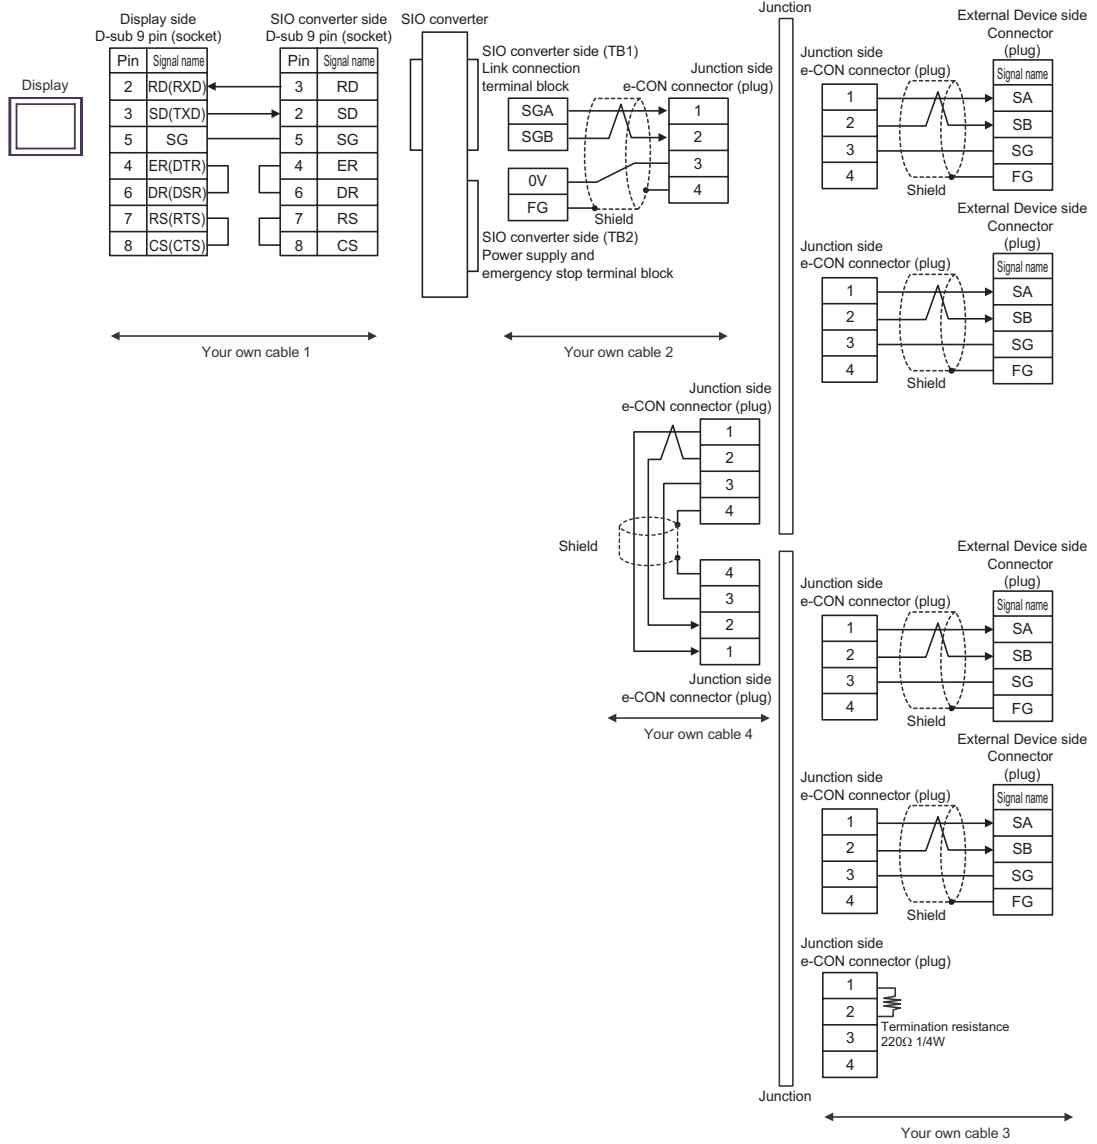 Display
Display side
D-sub 9 pin (socket)
Pin Signal name
2 RD(RXD)
3 SD(TXD)
5 SG
4 ER(DTR)
6 DR(DSR)
7 RS(RTS)
8 CS(CTS)
SIO converter side
D-sub 9 pin (socket)
Pin Signal name
3 RD
2 SD
5 SG
4 ER
6 DR
7 RS
8 CS
Your own cable 1
SIO converter
SIO converter side (TB1)
Link connection
terminal block
SGA
SGB
0V
FG
Shield
SIO converter side (TB2)
Power supply and
emergency stop terminal block
Junction side
e-CON connector (plug)
1
2
3
4
Your own cable 2
Junction
Junction side
e-CON connector (plug)
1
2
3
4
Shield
External Device side
Connector
(plug)
Signal name
SA
SB
SG
FG
Junction side
e-CON connector (plug)
1
2
3
4
Shield
External Device side
Connector
(plug)
Signal name
SA
SB
SG
FG
Junction side
e-CON connector (plug)
1
2
3
4
Shield
4
3
2
1
Junction side
e-CON connector (plug)
Your own cable 4
Junction side
e-CON connector (plug)
1
2
3
4
Shield
External Device side
Connector
(plug)
Signal name
SA
SB
SG
FG
Junction side
e-CON connector (plug)
1
2
3
4
Shield
External Device side
Connector
(plug)
Signal name
SA
SB
SG
FG
Junction side
e-CON connector (plug)
1
2
3
4
Termination resistance
220Ω 1/4W
Junction
Your own cable 3